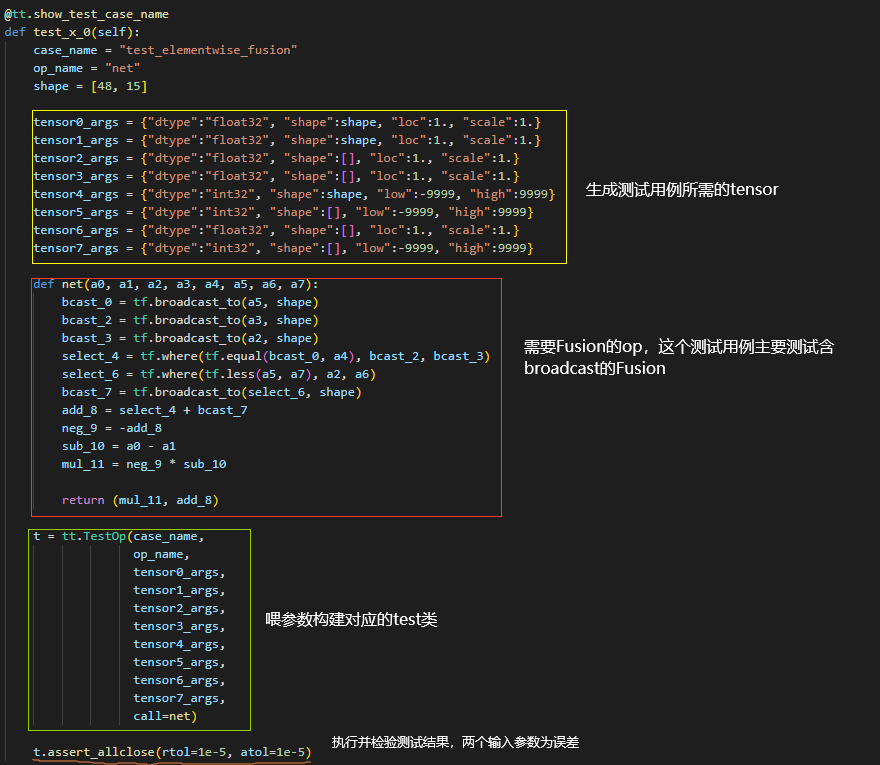 @tt.show_test_case_name
def test_x_0(self):
case_name = "test_elementwise_fusion"
op_name = "net"
shape = [48, 15]
tensor0_args = {"dtype":"float32", "shape":shape, "loc":1., "scale":1.}
tensor1_args = {"dtype":"float32", "shape":shape, "loc":1., "scale":1.}
tensor2_args = {"dtype":"float32", "shape":[], "loc":1., "scale":1.}
tensor3_args = {"dtype":"float32", "shape":[], "loc":1., "scale":1.}
tensor4_args = {"dtype":"int32", "shape":shape, "low":-9999, "high":9999}
tensor5_args = {"dtype":"int32", "shape":[], "low":-9999, "high":9999}
tensor6_args = {"dtype":"float32", "shape":[], "loc":1., "scale":1.}
tensor7_args = {"dtype":"int32", "shape":[], "low":-9999, "high":9999}
生成测试用例所需的tensor
def net(a0, a1, a2, a3, a4, a5, a6, a7):
bcast_0 = tf.broadcast_to(a5, shape)
bcast_2 = tf.broadcast_to(a3, shape)
bcast_3 = tf.broadcast_to(a2, shape)
select_4 = tf.where(tf.equal(bcast_0, a4), bcast_2, bcast_3)
select_6 = tf.where(tf.less(a5, a7), a2, a6)
bcast_7 = tf.broadcast_to(select_6, shape)
add_8 = select_4 + bcast_7
neg_9 = -add_8
sub_10 = a0 - a1
mul_11 = neg_9 * sub_10
return (mul_11, add_8)
需要Fusion的op，这个测试用例主要测试含
broadcast的Fusion
t = tt.TestOp(case_name,
op_name,
tensor0_args,
tensor1_args,
tensor2_args,
tensor3_args,
tensor4_args,
tensor5_args,
tensor6_args,
tensor7_args,
call=net)
喂参数构建对应的test类
t.assert_allclose(rtol=1e-5, atol=1e-5)
执行并检验测试结果，两个输入参数为误差